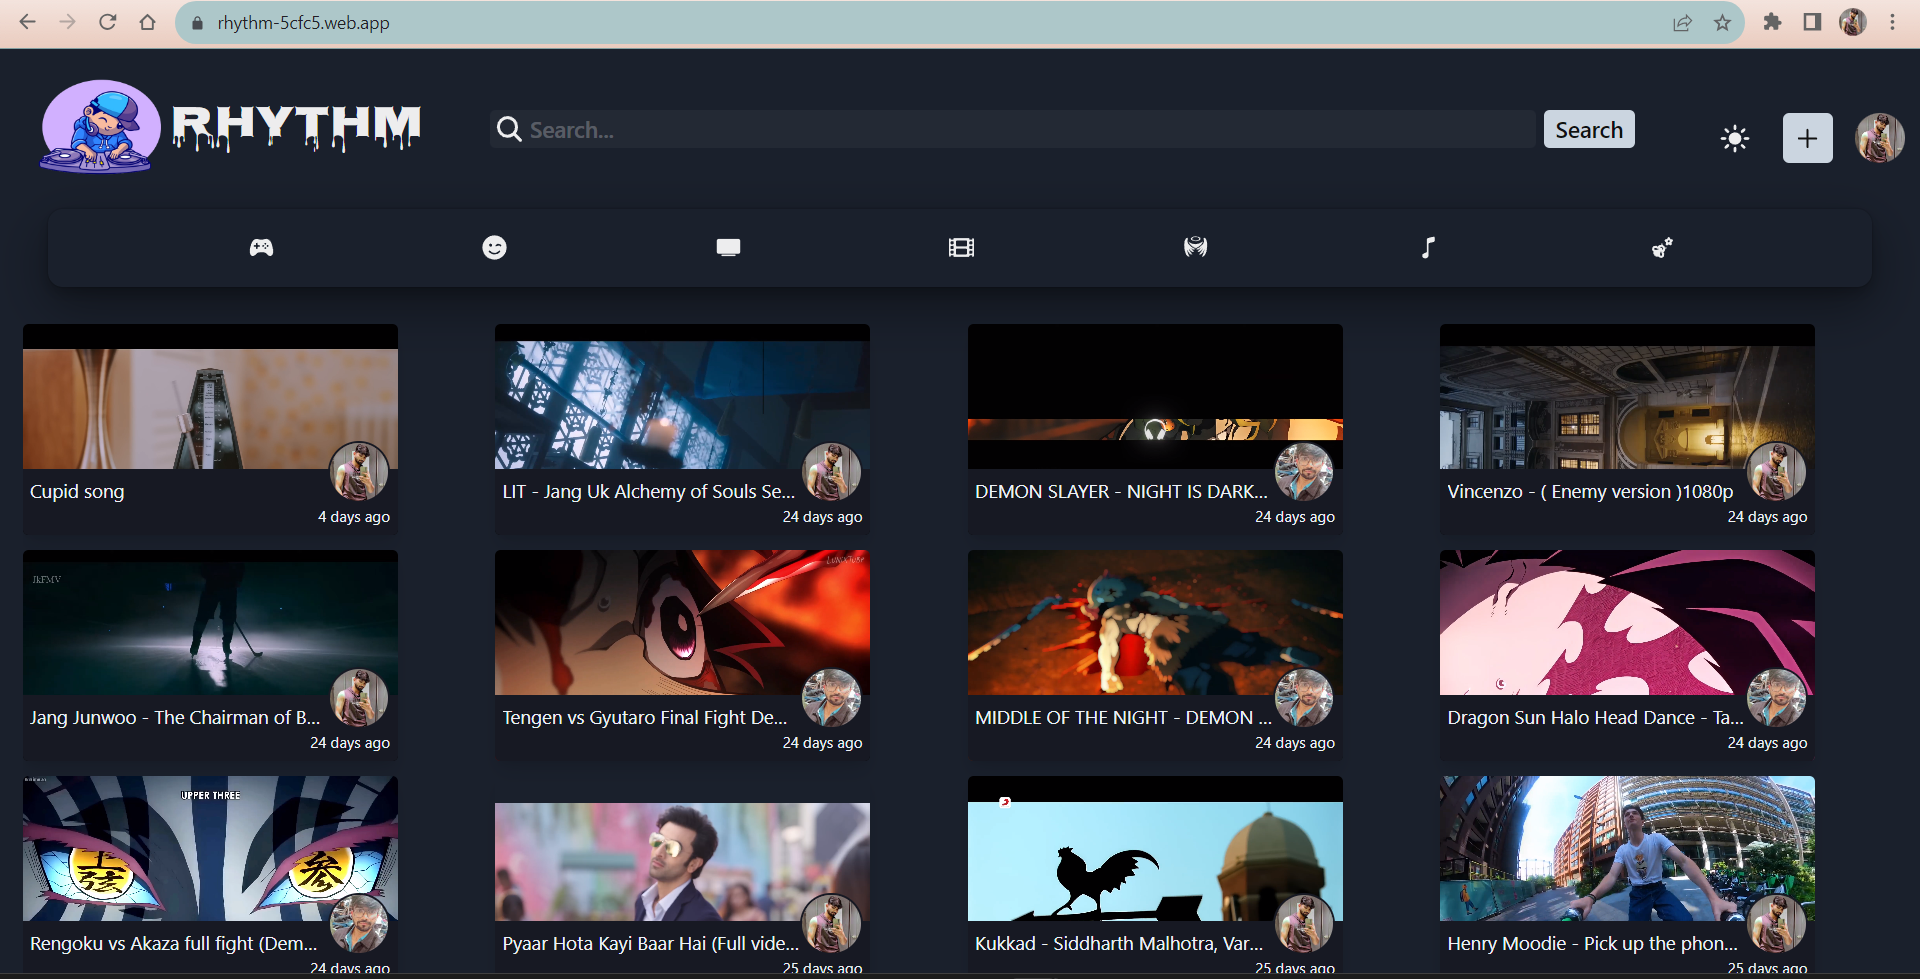 rhythm-5cfc5.web.app
RHYTHM
Search...
Search
Cupid song
4 days ago
LIT - Jang Uk Alchemy of Souls Se...
24 days ago
DEMON SLAYER - NIGHT IS DARK...
24 days ago
Vincenzo - ( Enemy version )1080p
24 days ago
JkFMV
Jang Junwoo - The Chairman of B...
24 days ago
Tengen vs Gyutaro Final Fight De...
24 days ago
MIDDLE OF THE NIGHT - DEMON ...
24 days ago
Dragon Sun Halo Head Dance - Ta...
24 days ago
UPPER THREE
上弦
参
Rengoku vs Akaza full fight (Dem...
24 days ago
Pyaar Hota Kayi Baar Hai (Full vide...
25 days ago
Kukkad - Siddharth Malhotra, Var...
25 days ago
Henry Moodie - Pick up the phon...
25 days ago